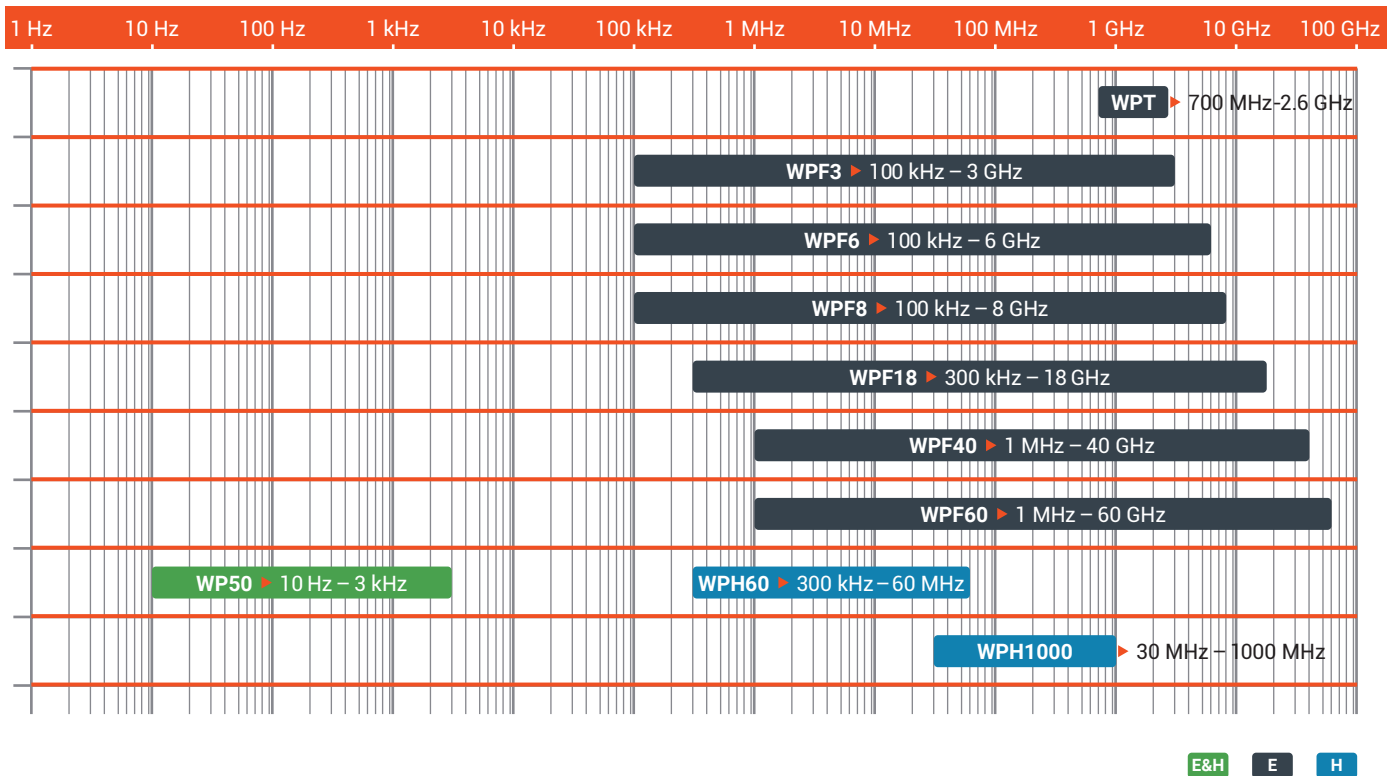 1 Hz 10 Hz 100 Hz 1 kHz 10 kHz 100 kHz 1 MHz 10 MHz 100 MHz 1 GHz 10 GHz 100 GHz
WPT 700 MHz-2.6 GHz
WPF3 100 kHz – 3 GHz
WPF6 100 kHz – 6 GHz
WPF8 100 kHz – 8 GHz
WPF18 300 kHz – 18 GHz
WPF40 1 MHz – 40 GHz
WPF60 1 MHz – 60 GHz
WP50 10 Hz – 3 kHz WPH60 300 kHz – 60 MHz
WPH1000 30 MHz – 1000 MHz
E&H E H